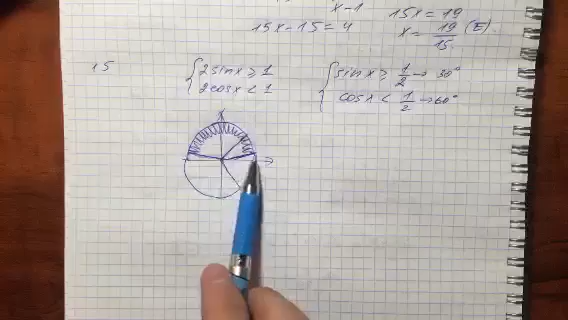 x-1
15x-15=4
15x=19
x=19/15 (E).
15
{2sinx ≥ 1
2cosx < 1
{sinx ≥ 1/2 → 30°
cosx < 1/2 → 60°